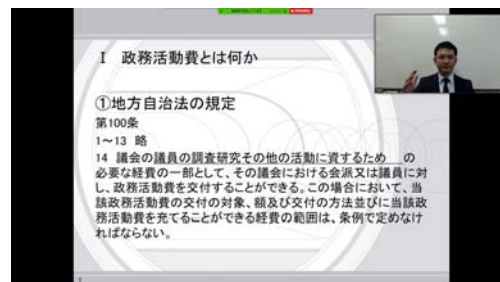 Ⅰ 政務活動費とは何か
①地方自治法の規定
第100条
1～13 略
14 議会の議員の調査研究その他の活動に資するため の
必要な経費の一部として、その議会における会派又は議員に対
し、政務活動費を交付することができる。この場合において、当
該政務活動費の交付の対象、額及び交付の方法並びに当該政
務活動費を充てることができる経費の範囲は、条例で定めなけ
ればならない。